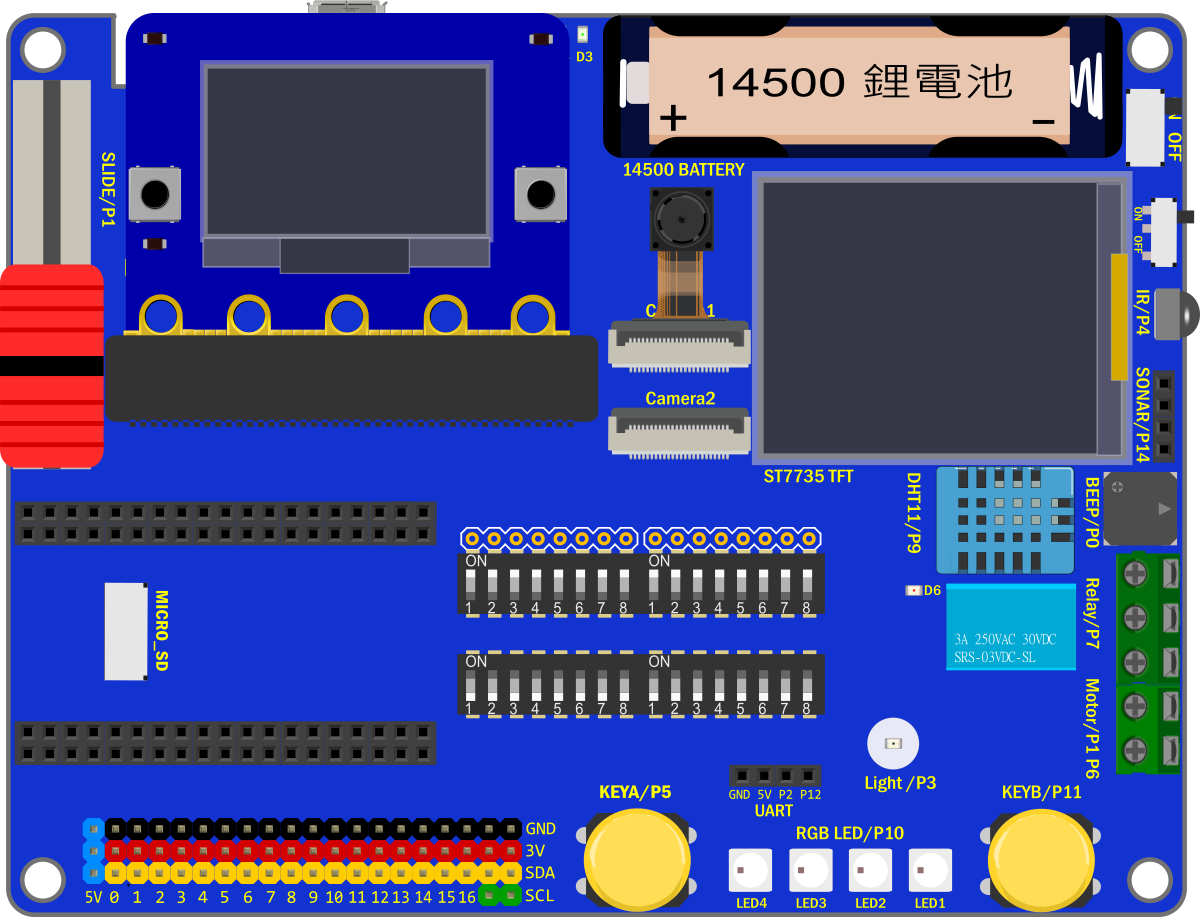 D3
14500 鋰電池
+ −
14500 BATTERY
OFF
ON
OFF
SLIDE/P1
IR/P4
C 1
Camera2
SONAR/P14
ST7735 TFT
DHT11/P9
BEEP/P0
ON ON
1 2 3 4 5 6 7 8 1 2 3 4 5 6 7 8
D6
Relay/P7
3A 250VAC 30VDC
SRS-03VDC-SL
MICRO_SD
ON ON
1 2 3 4 5 6 7 8 1 2 3 4 5 6 7 8
Motor/P1 P6
Light /P3
KEYA/P5
GND 5V P2 P12
UART
KEYB/P11
RGB LED/P10
GND
3V
SDA
5V 0 1 2 3 4 5 6 7 8 9 10 11 12 13 14 15 16 SCL
LED4 LED3 LED2 LED1